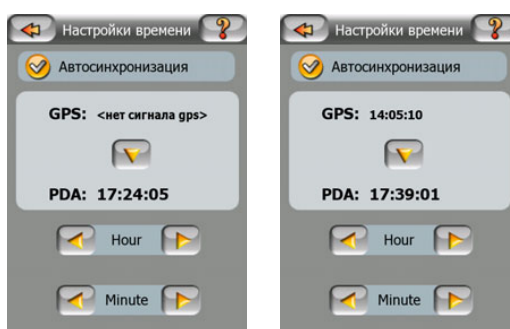 Настройки времени
Автосинхронизация
GPS: <нет сигнала gps>
PDA: 17:24:05
Hour
Minute
Настройки времени
Автосинхронизация
GPS: 14:05:10
PDA: 17:39:01
Hour
Minute